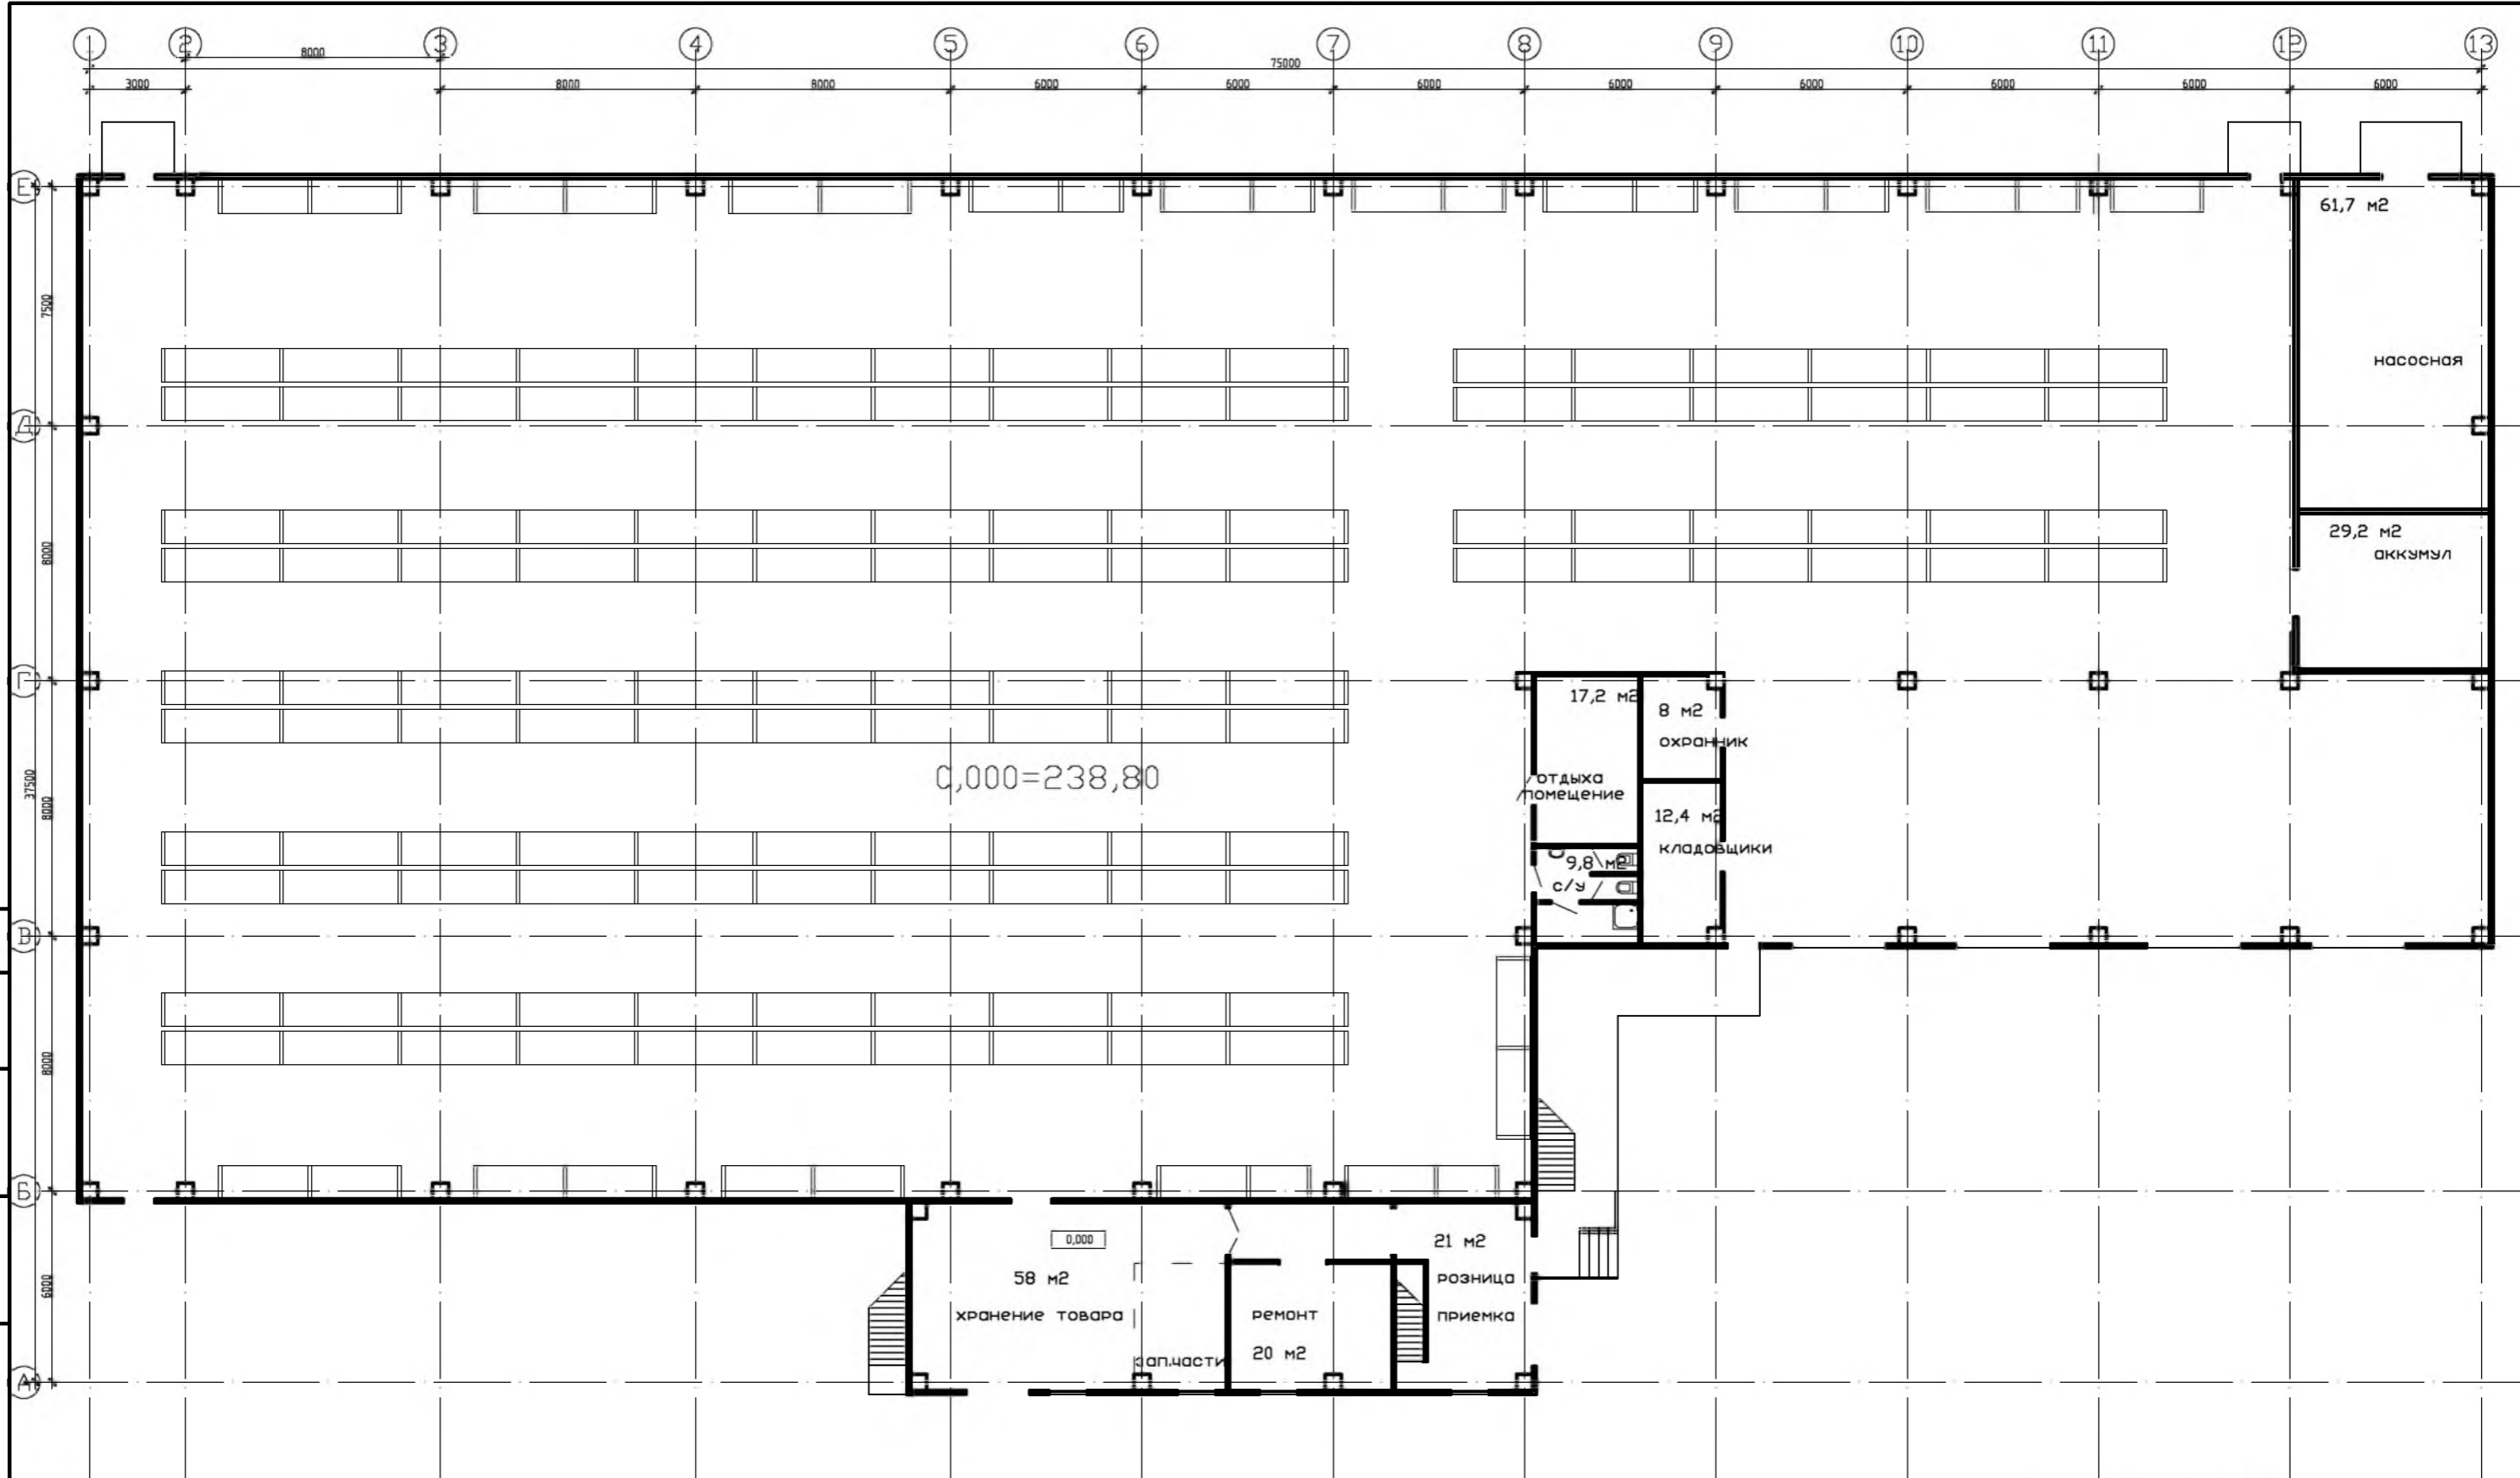 1 2 3 4 5 6 7 8 9 10 11 12 13
8000
75000
3000 8000 8000 6000 6000 6000 6000 6000 6000 6000 6000
Е
61,7 м2
7500
насосная
Д
29,2 м2
аккумул
8000
Г
17,2 м2
8 м2
охранник
0,000=238,80
отдыха
помещение
37500
8000
12,4 м2
кладовщики
9,8 м2
с/у
В
8000
Б
0,000
21 м2
58 м2
розница
6000
хранение товара
ремонт
приемка
20 м2
зап.части
А